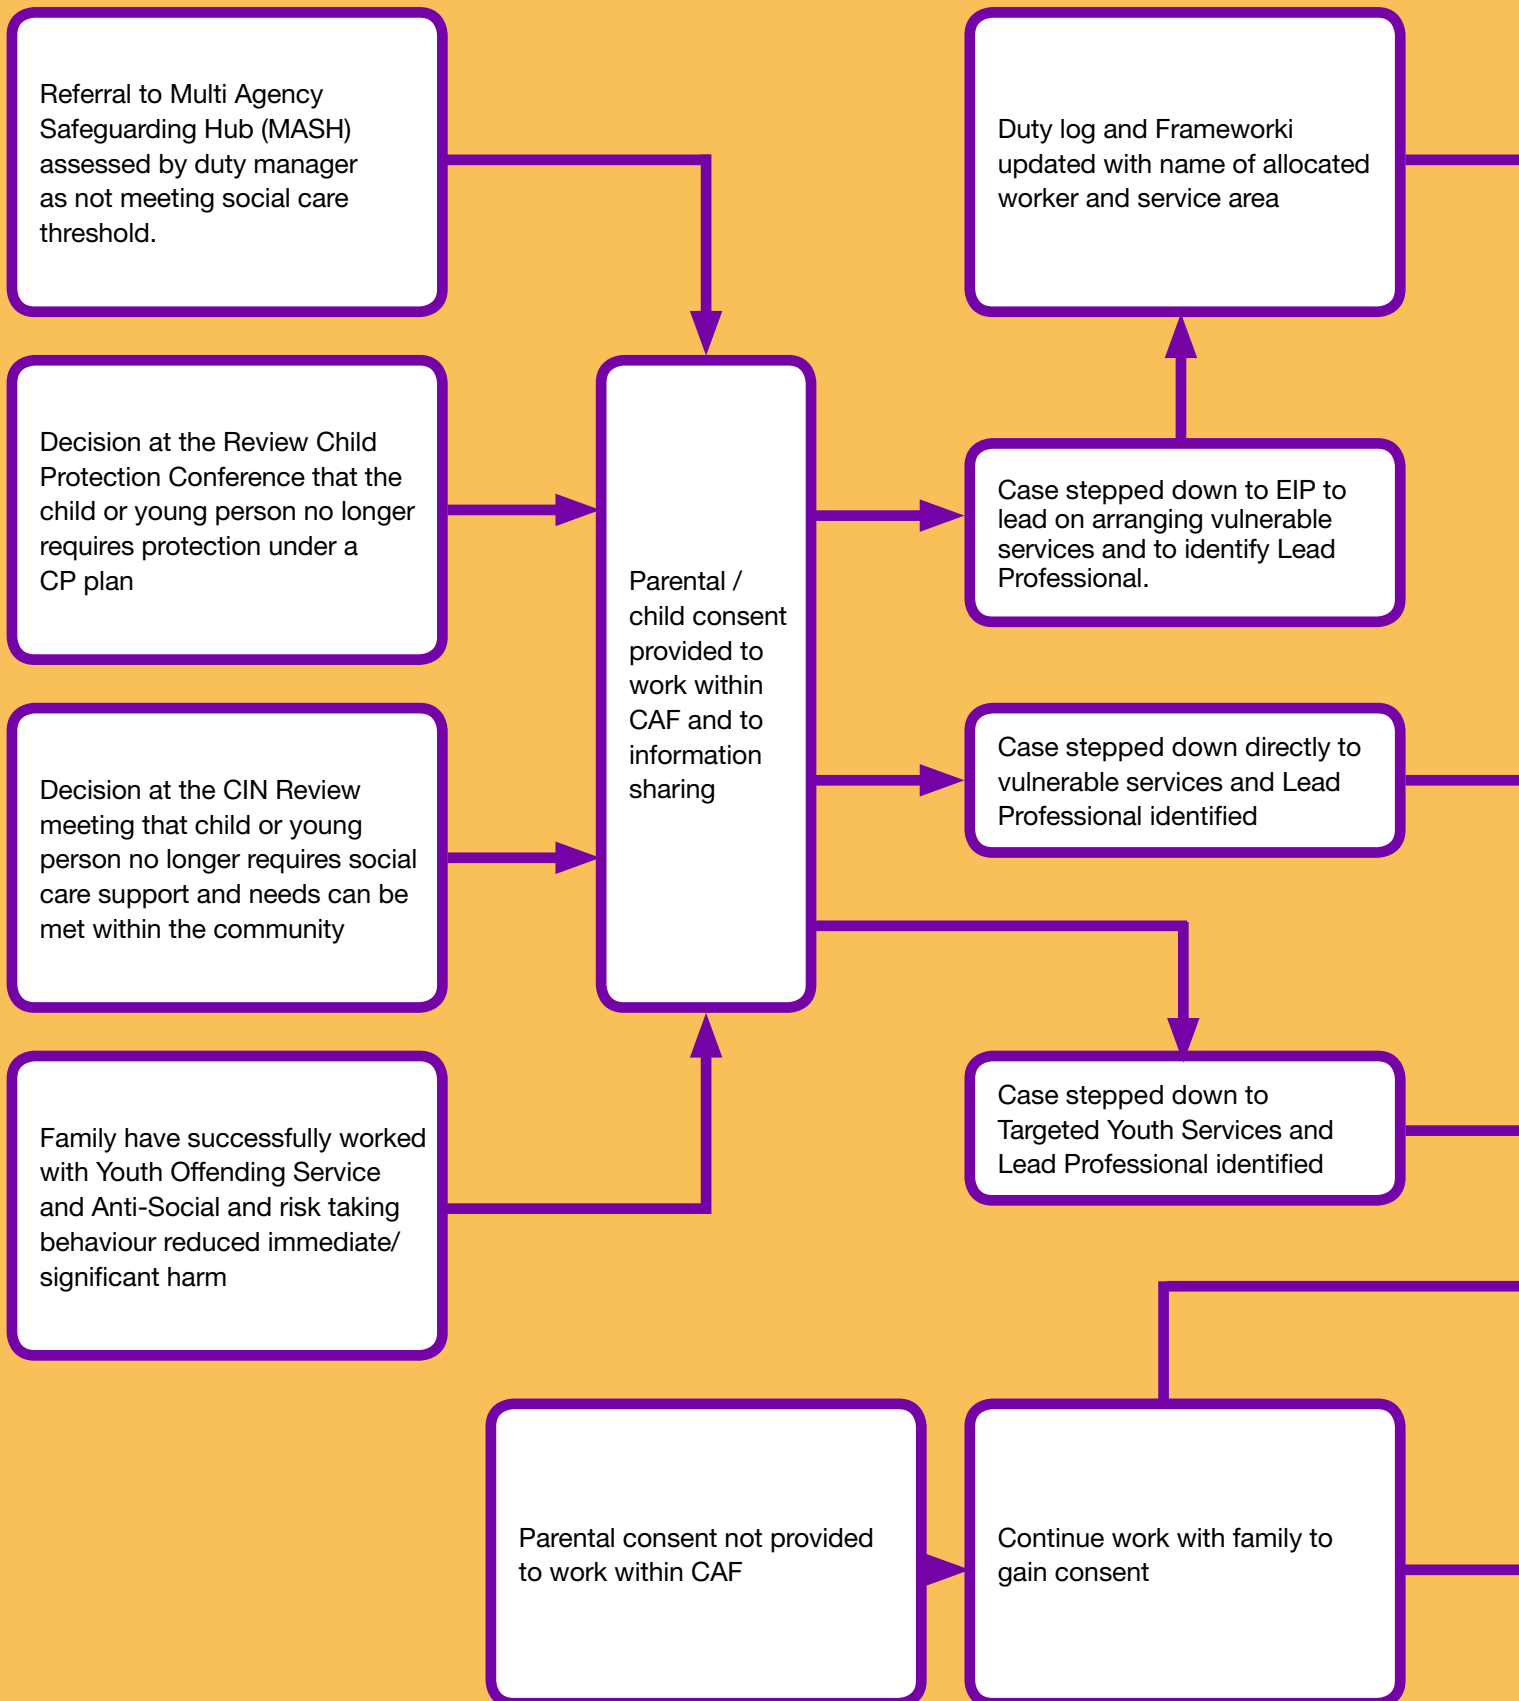 Referral to Multi Agency
Safeguarding Hub (MASH)
assessed by duty manager
as not meeting social care
threshold.
Decision at the Review Child
Protection Conference that the
child or young person no longer
requires protection under a
CP plan
Decision at the CIN Review
meeting that child or young
person no longer requires social
care support and needs can be
met within the community
Family have successfully worked
with Youth Offending Service
and Anti-Social and risk taking
behaviour reduced immediate/
significant harm
Parental /
child consent
provided to
work within
CAF and to
information
sharing
Duty log and Frameworki
updated with name of allocated
worker and service area
Case stepped down to EIP to
lead on arranging vulnerable
services and to identify Lead
Professional.
Case stepped down directly to
vulnerable services and Lead
Professional identified
Case stepped down to
Targeted Youth Services and
Lead Professional identified
Parental consent not provided
to work within CAF
Continue work with family to
gain consent